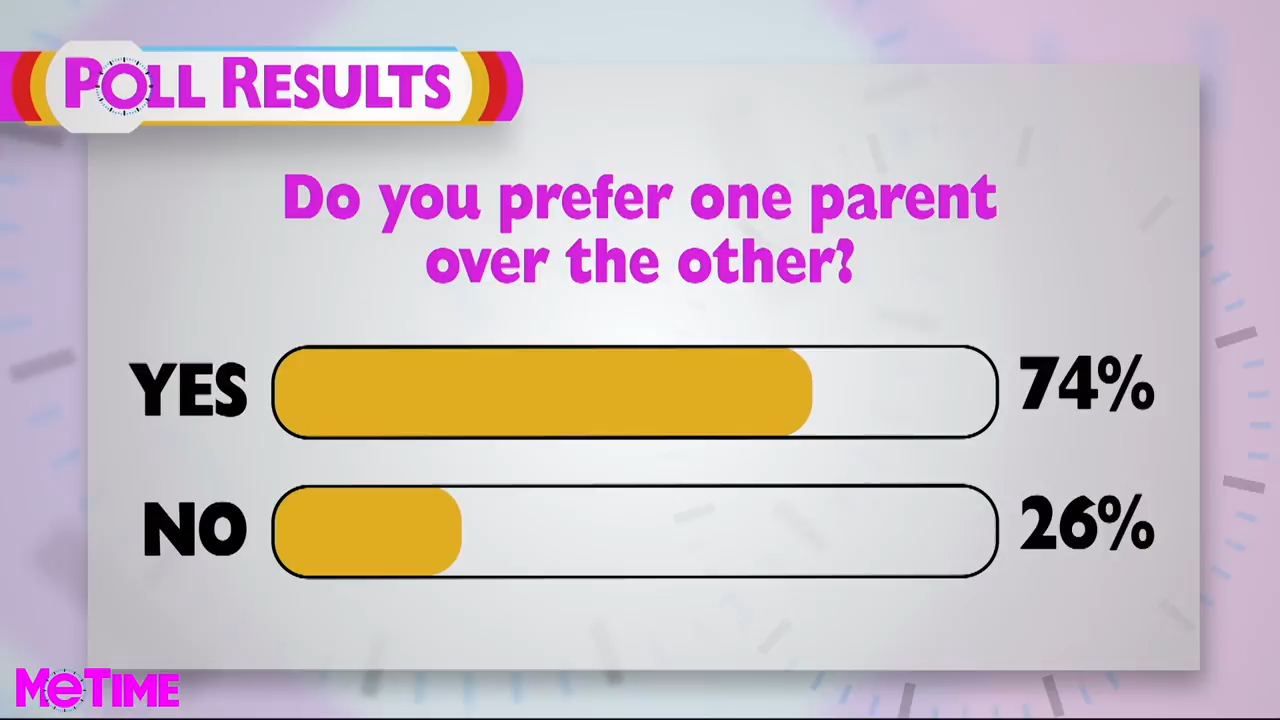 POLL RESULTS
Do you prefer one parent
over the other?
YES 74%
NO 26%
MeTIME